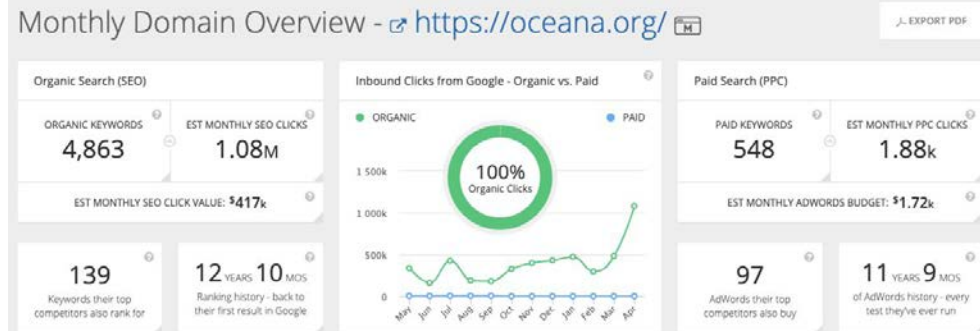 Monthly Domain Overview - https://oceana.org/ M
EXPORT PDF
Organic Search (SEO)
ORGANIC KEYWORDS
4,863
EST MONTHLY SEO CLICKS
1.08M
EST MONTHLY SEO CLICK VALUE: $417k
139
Keywords their top
competitors also rank for
12 YEARS 10 MOS
Ranking history - back to
their first result in Google
Inbound Clicks from Google - Organic vs. Paid
ORGANIC
PAID
100%
Organic Clicks
1 500k
1 000k
500k
0
May Jun Jul Aug Sep Oct Nov Dec Jan Feb Mar Apr
Paid Search (PPC)
PAID KEYWORDS
548
EST MONTHLY PPC CLICKS
1.88k
EST MONTHLY ADWORDS BUDGET: $1.72k
97
AdWords their top
competitors also buy
11 YEARS 9 MOS
of AdWords history - every
test they've ever run